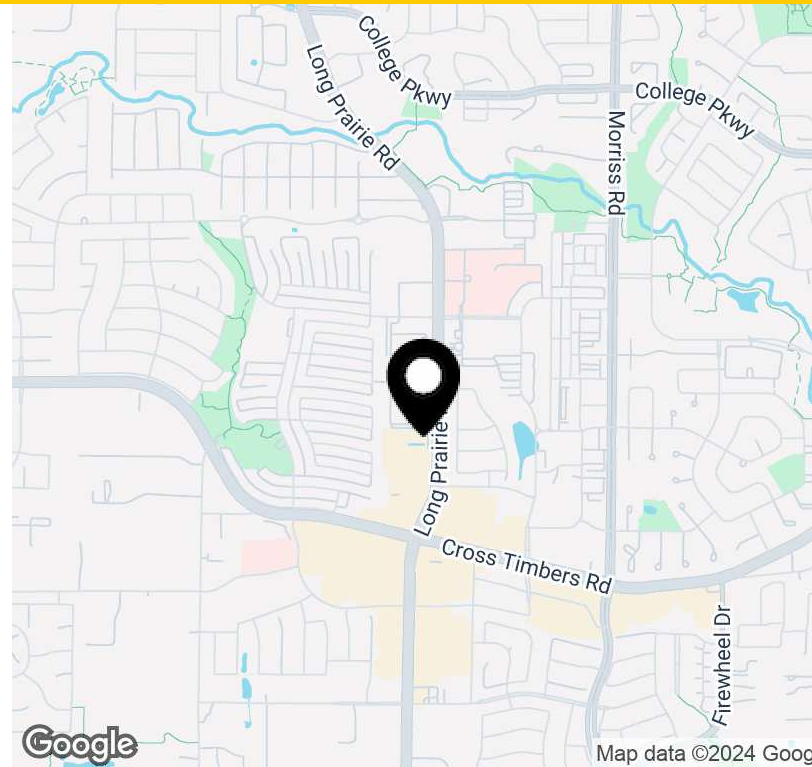 College Pkwy
Long Prairie Rd
College Pkwy
Morriss Rd
Long Prairie
Cross Timbers Rd
Firewheel Dr
Google
Map data ©2024 Goog